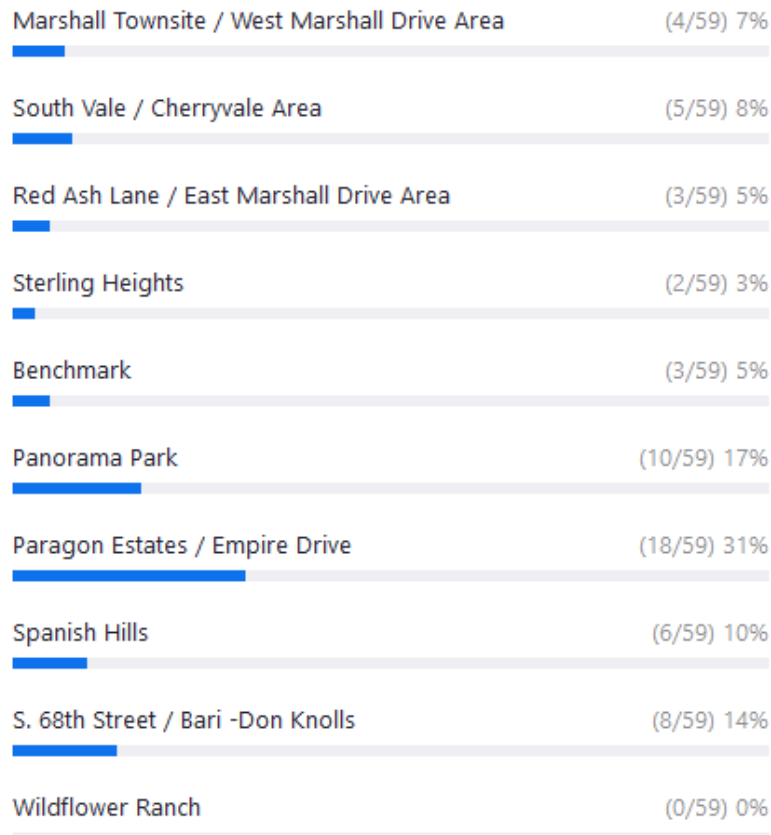 Marshall Townsite / West Marshall Drive Area (4/59) 7%
South Vale / Cherryvale Area (5/59) 8%
Red Ash Lane / East Marshall Drive Area (3/59) 5%
Sterling Heights (2/59) 3%
Benchmark (3/59) 5%
Panorama Park (10/59) 17%
Paragon Estates / Empire Drive (18/59) 31%
Spanish Hills (6/59) 10%
S. 68th Street / Bari -Don Knolls (8/59) 14%
Wildflower Ranch (0/59) 0%